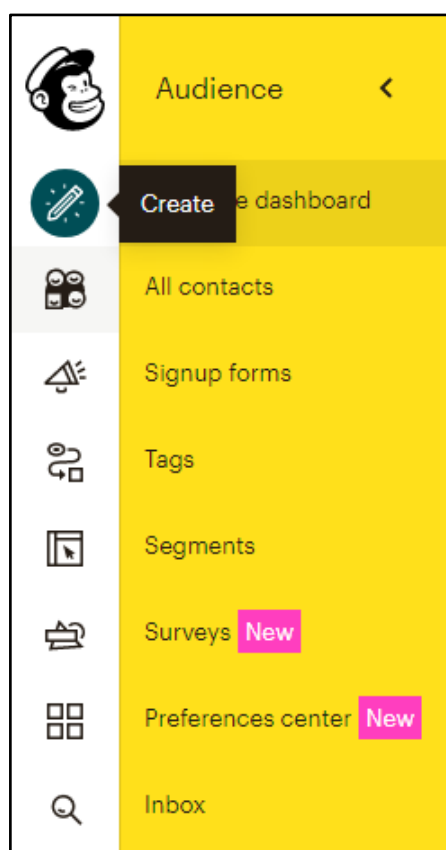 Audience
Create e dashboard
All contacts
Signup forms
Tags
Segments
Surveys New
Preferences center New
Inbox